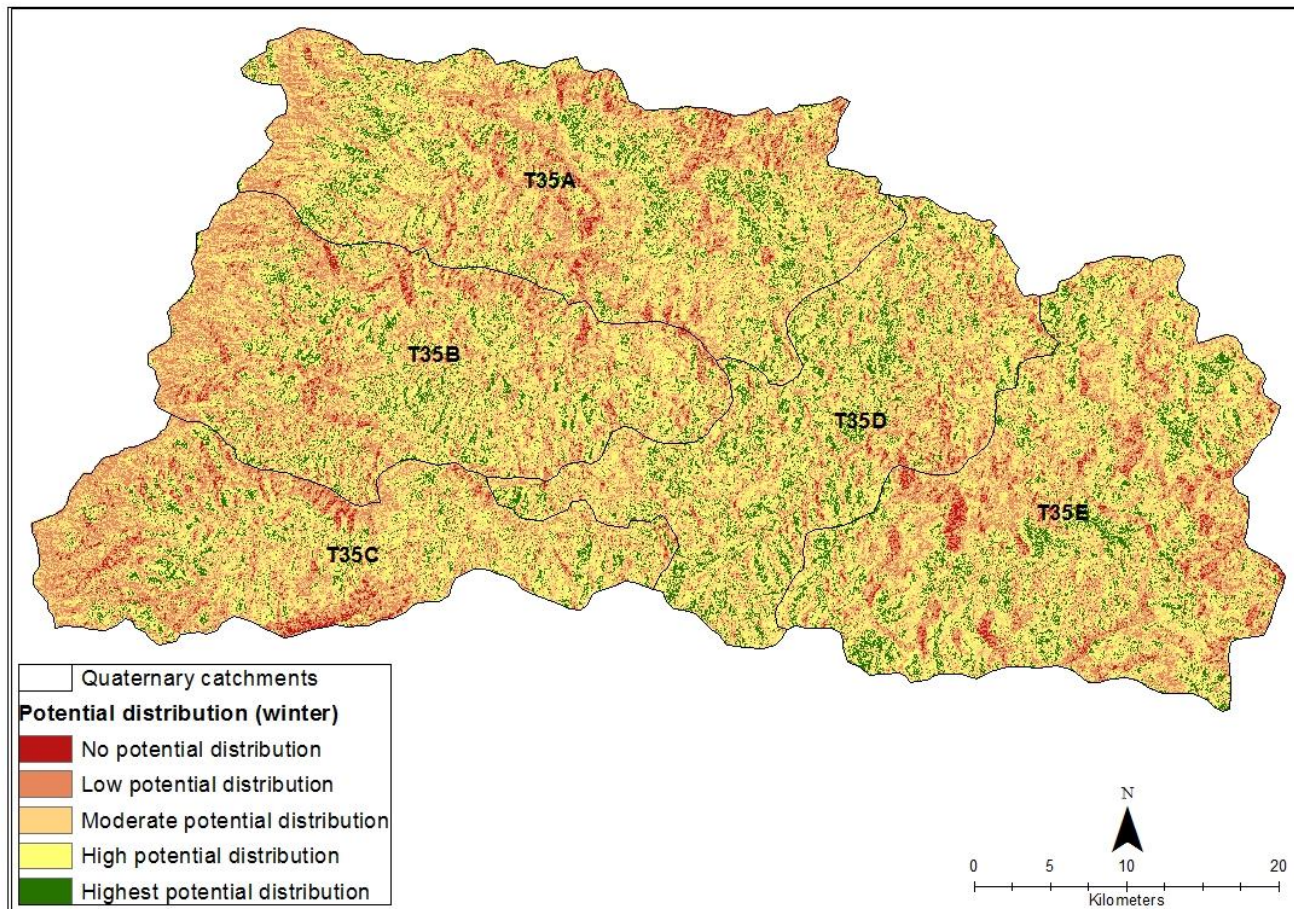 T35A
T35B
T35D
T35E
T35C
Quaternary catchments
Potential distribution (winter)
No potential distribution
Low potential distribution
Moderate potential distribution
High potential distribution
Highest potential distribution
N
0 5 10 20
Kilometers